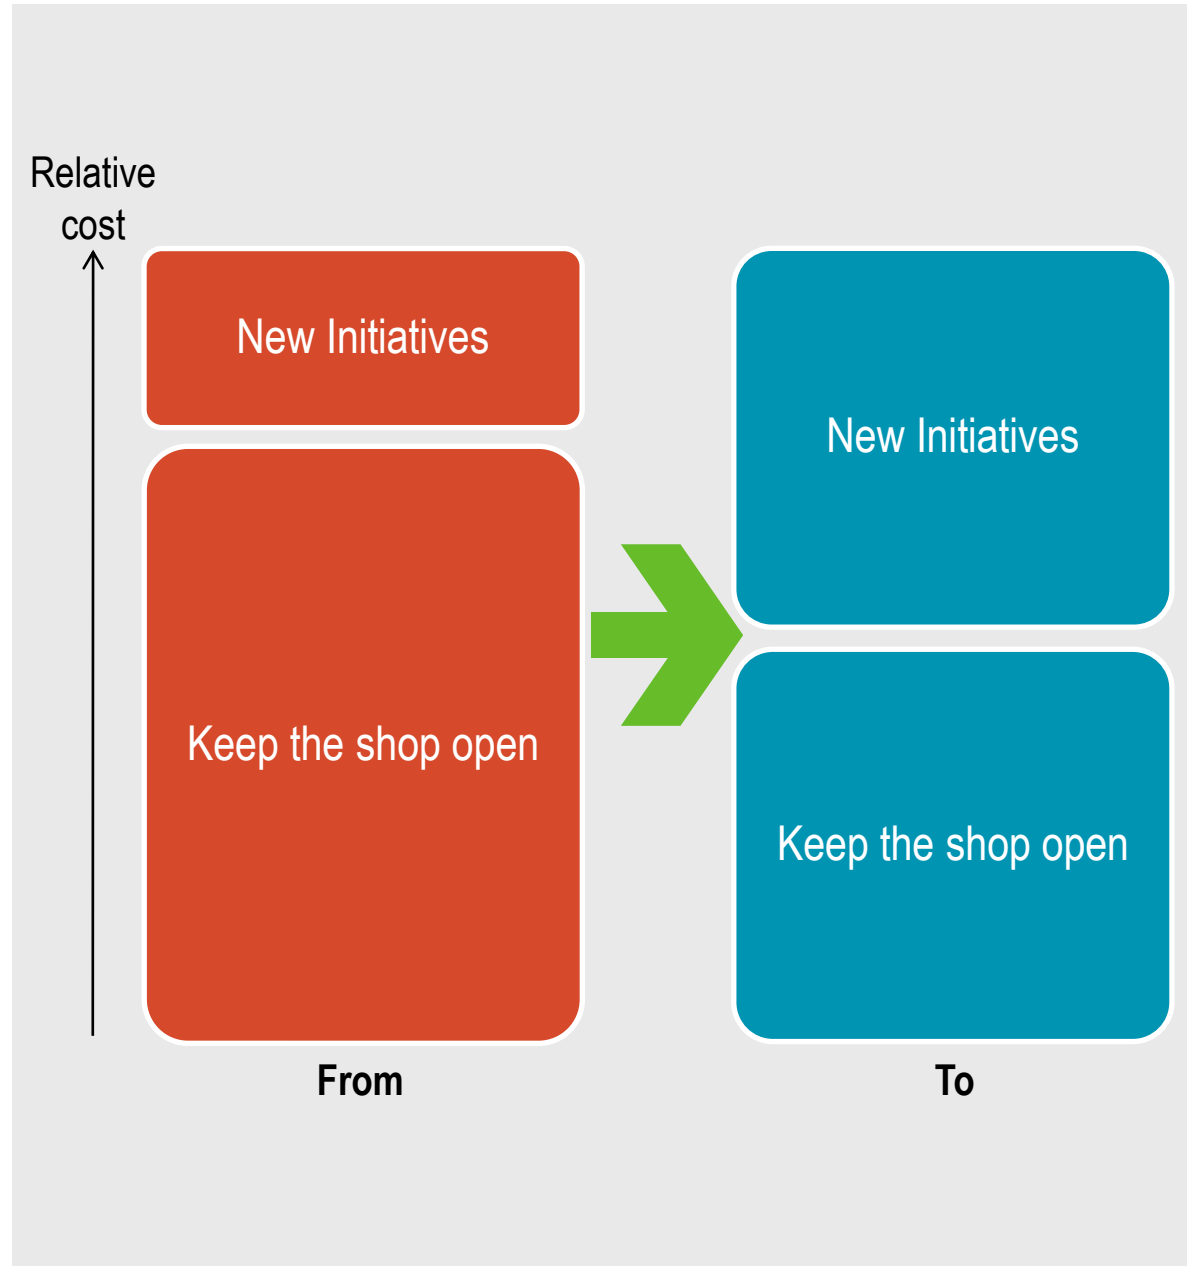 Relative
cost
New Initiatives
Keep the shop open
From
New Initiatives
Keep the shop open
To